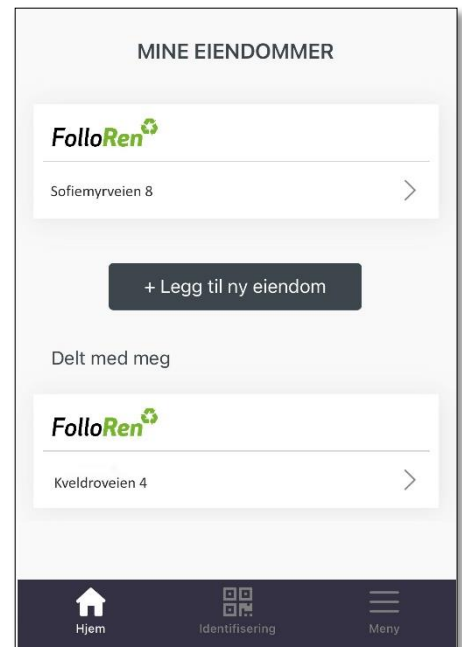 MINE EIENDOMMER
FolloRen
Sofiemyrveien 8
+ Legg til ny eiendom
Delt med meg
FolloRen
Kveldroveien 4
Hjem Identifisering Meny